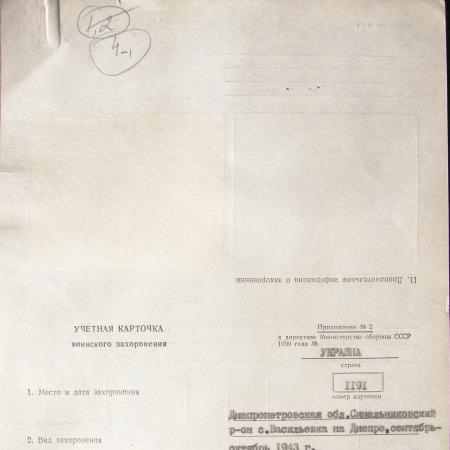 42
4-1
11. Дополнительная информация о захоронении
УЧЕТНАЯ КАРТОЧКА
воинского захоронения
Приложение № 2
к директиве Министерства обороны СССР
1990 года №
УКРАИНА
страна
1191
номер карточки
1. Место и дата захоронения
Днепропетровская обл.Синельниковский
р-он с.Васильевка на Днепре,сентябрь-
октябрь 1943 г.
2. Вид захоронения